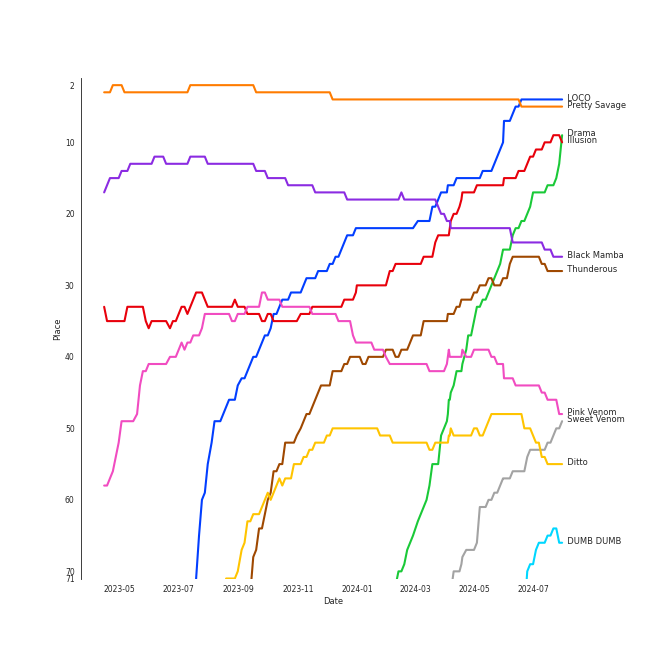 2
10
20
30
40
50
60
70
71
Place
2023-05
2023-07
2023-09
2023-11
2024-01
2024-03
2024-05
2024-07
Date
LOCO
Pretty Savage
Drama
Illusion
Black Mamba
Thunderous
Pink Venom
Sweet Venom
Ditto
DUMB DUMB